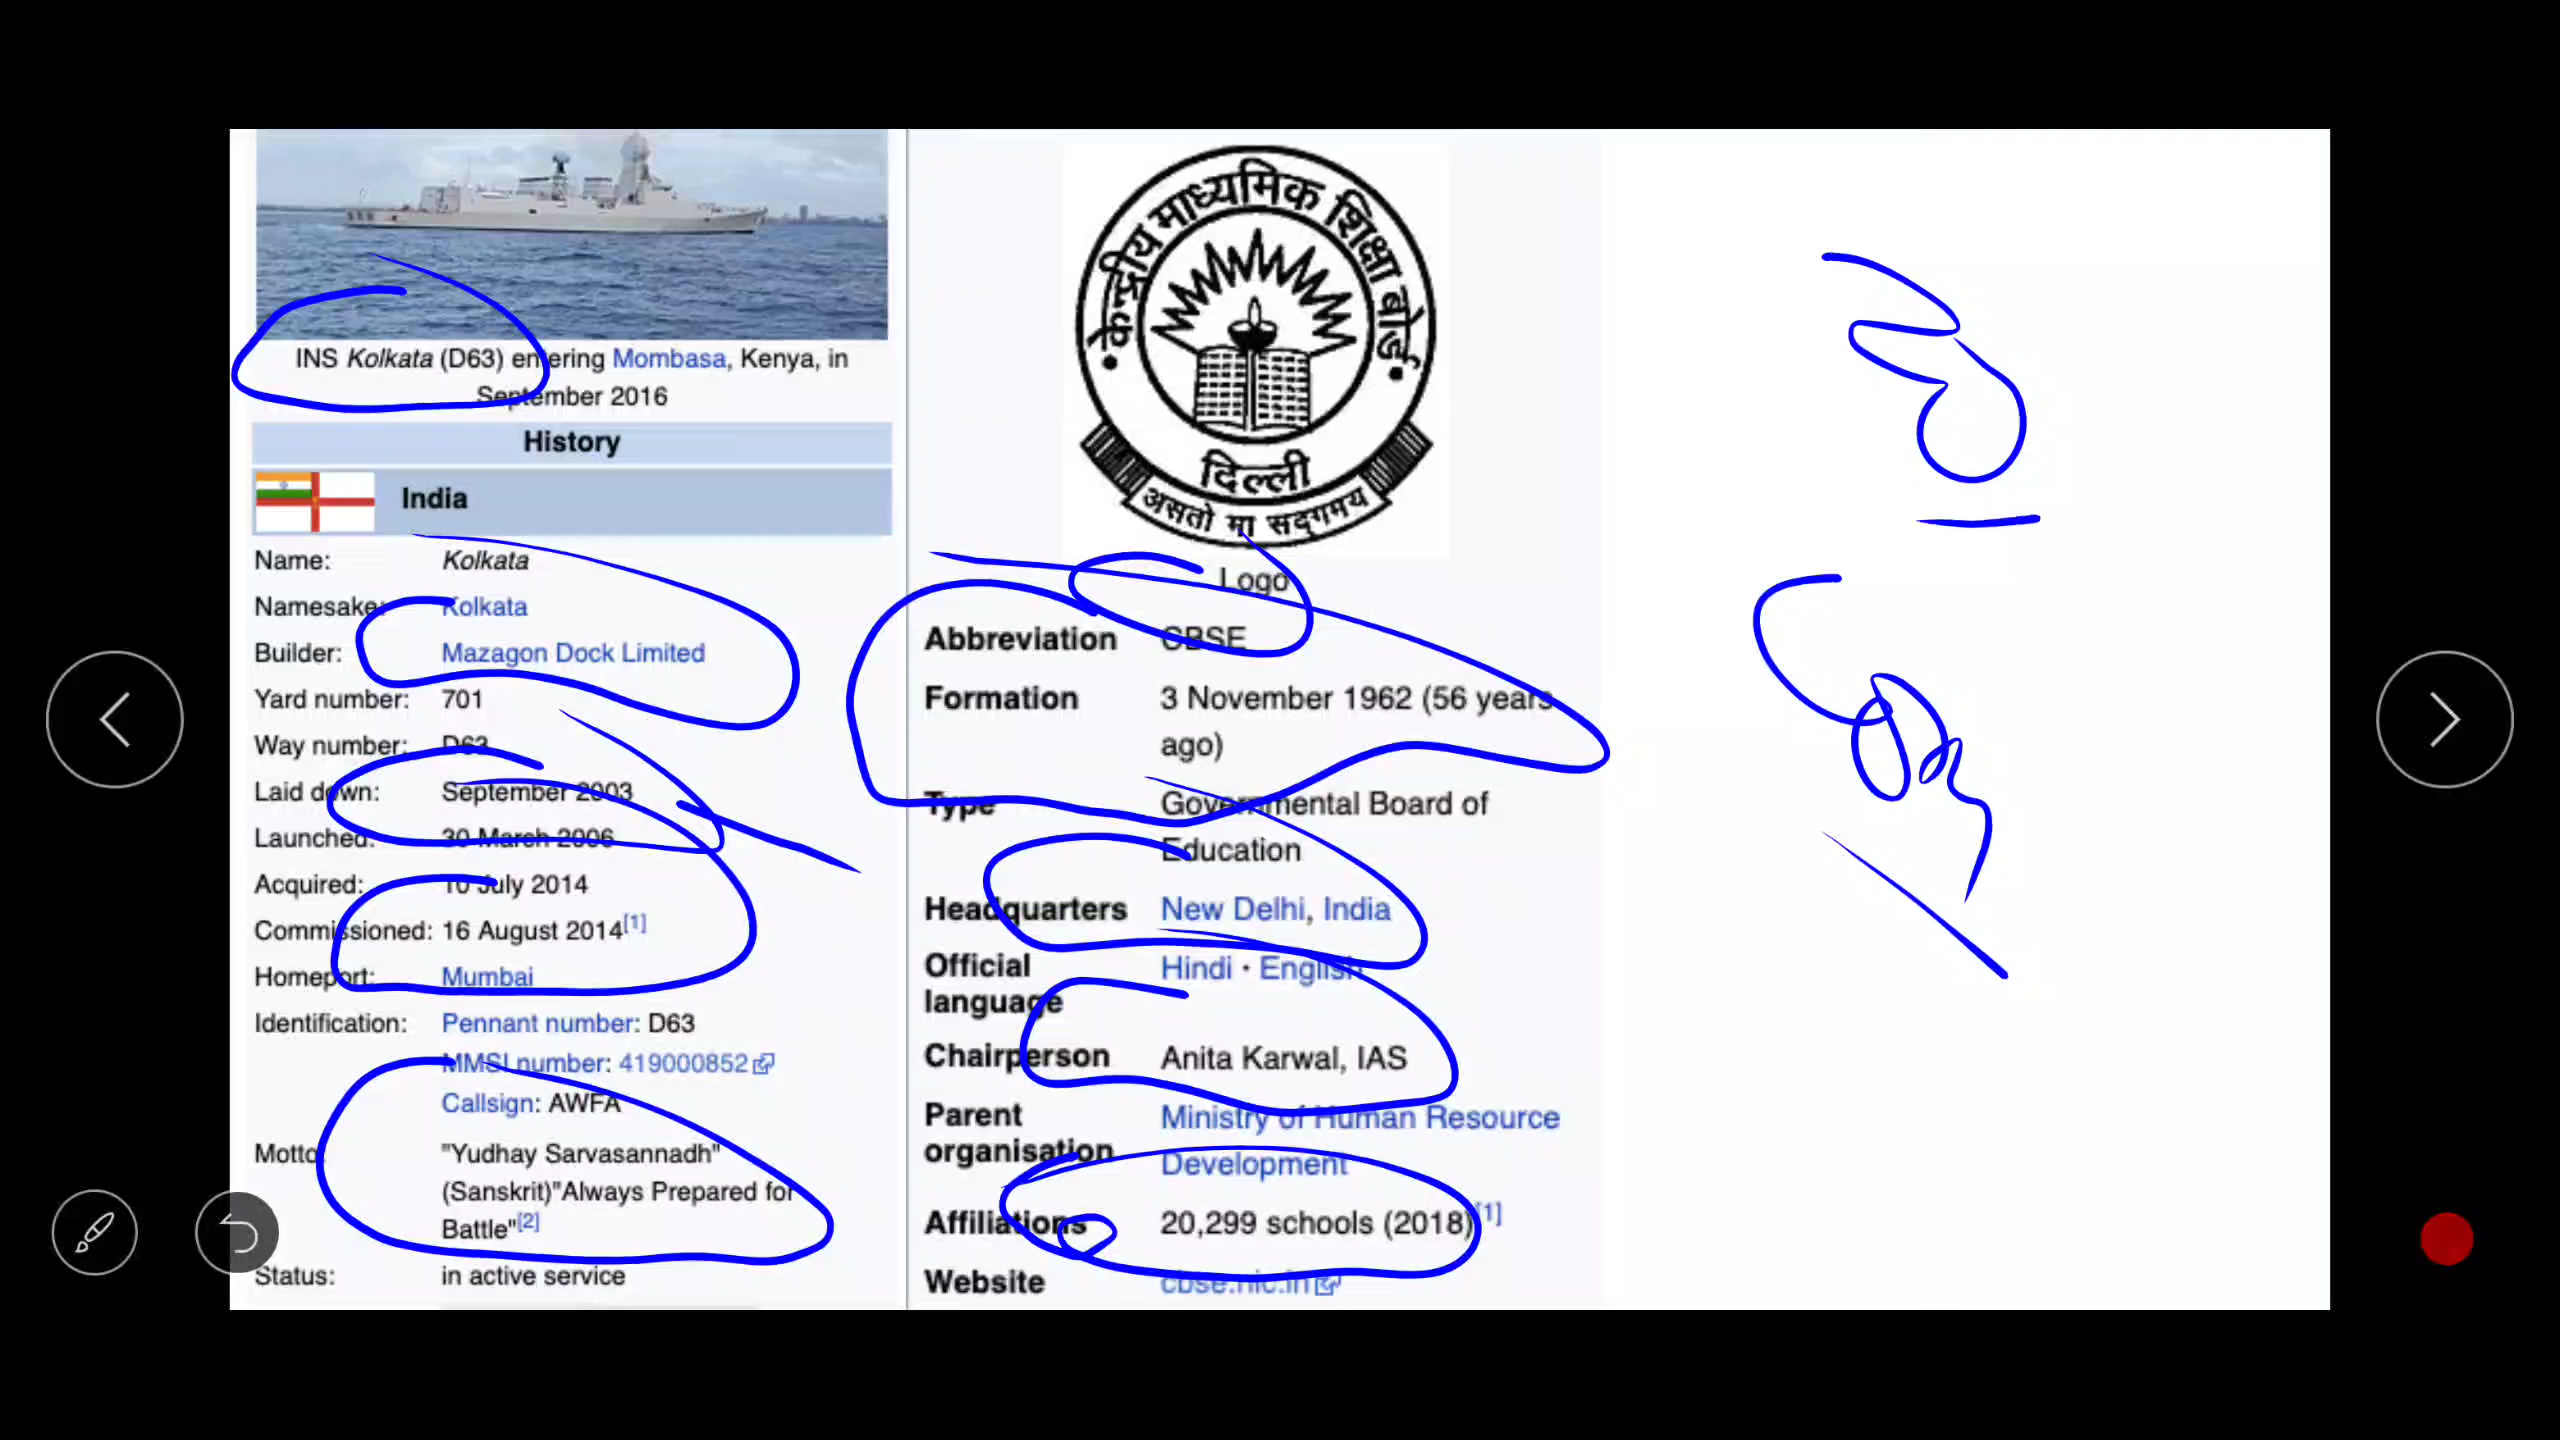 INS Kolkata (D63) entering Mombasa, Kenya, in
September 2016
History
India
Name: Kolkata
Namesake: Kolkata
Builder: Mazagon Dock Limited
Yard number: 701
Way number: D63
Laid down: September 2003
Launched: 30 March 2006
Acquired: 10 July 2014
Commissioned: 16 August 2014[1]
Homeport: Mumbai
Identification: Pennant number: D63
MMSI number: 419000852
Callsign: AWFA
Motto: "Yudhay Sarvasannadh"
(Sanskrit)"Always Prepared for
Battle"[2]
Status: in active service
केन्द्रीय माध्यमिक शिक्षा बोर्ड
दिल्ली
असतो मा सद्गमय
Logo
Abbreviation CBSE
Formation 3 November 1962 (56 years
ago)
Type Governmental Board of
Education
Headquarters New Delhi, India
Official
language Hindi · English
Chairperson Anita Karwal, IAS
Parent
organisation Ministry of Human Resource
Development
Affiliations 20,299 schools (2018)[1]
Website cbse.nic.in